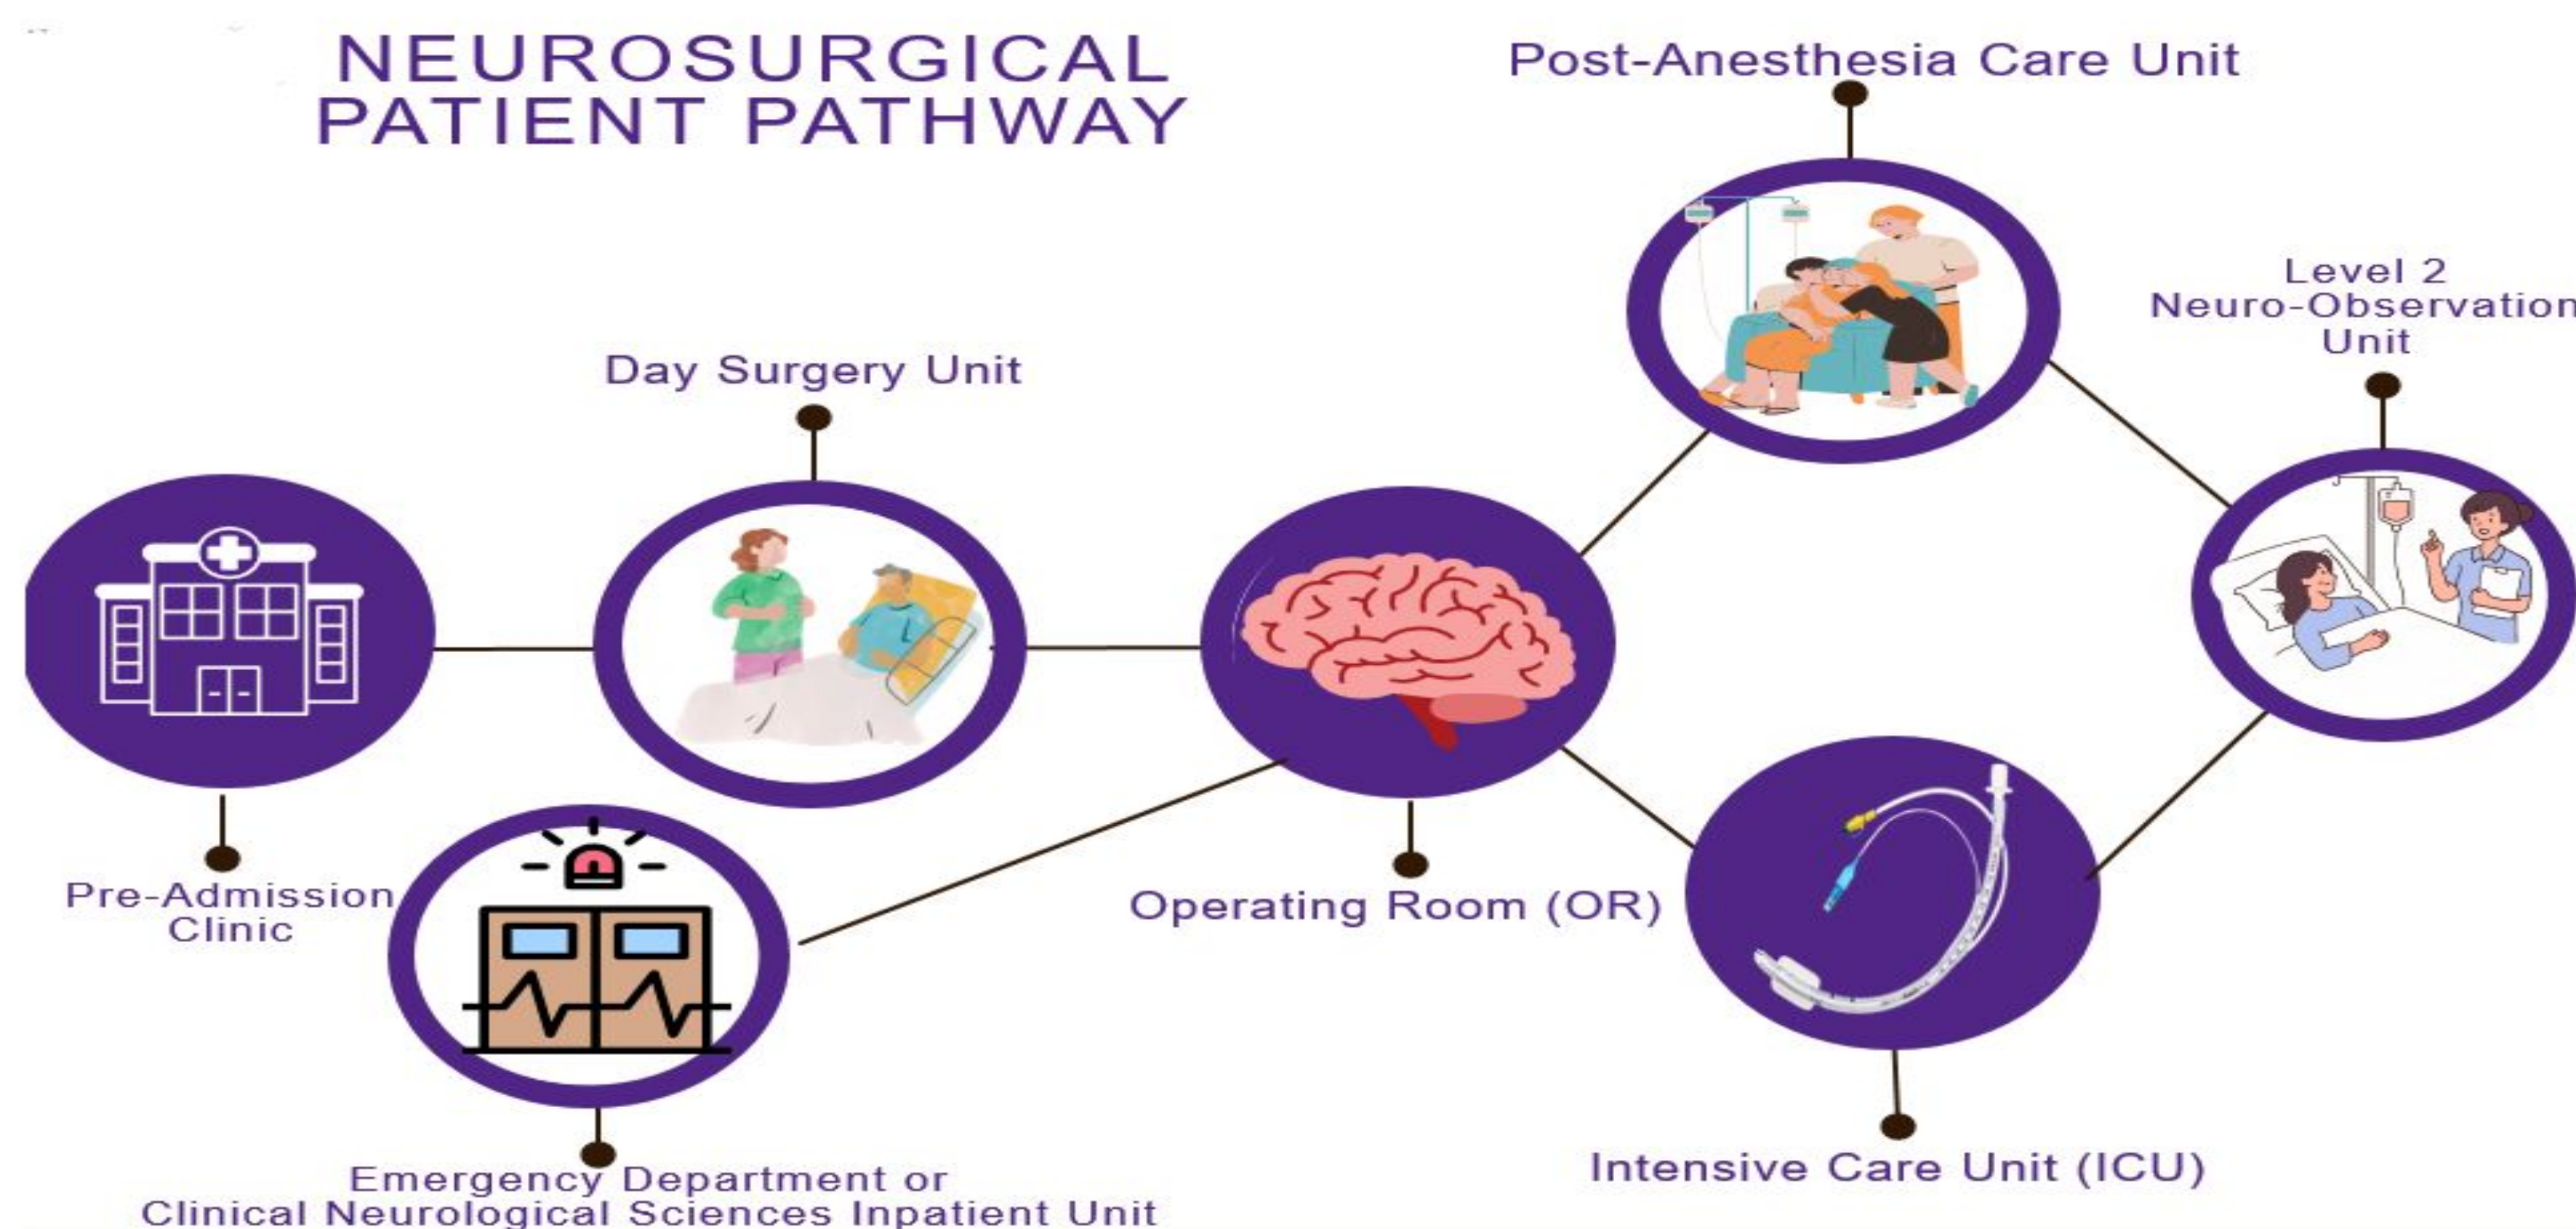 NEUROSURGICAL
PATIENT PATHWAY
Post-Anesthesia Care Unit
Level 2
Neuro-Observation
Unit
Day Surgery Unit
Pre-Admission
Clinic
Operating Room (OR)
Emergency Department or
Clinical Neurological Sciences Inpatient Unit
Intensive Care Unit (ICU)